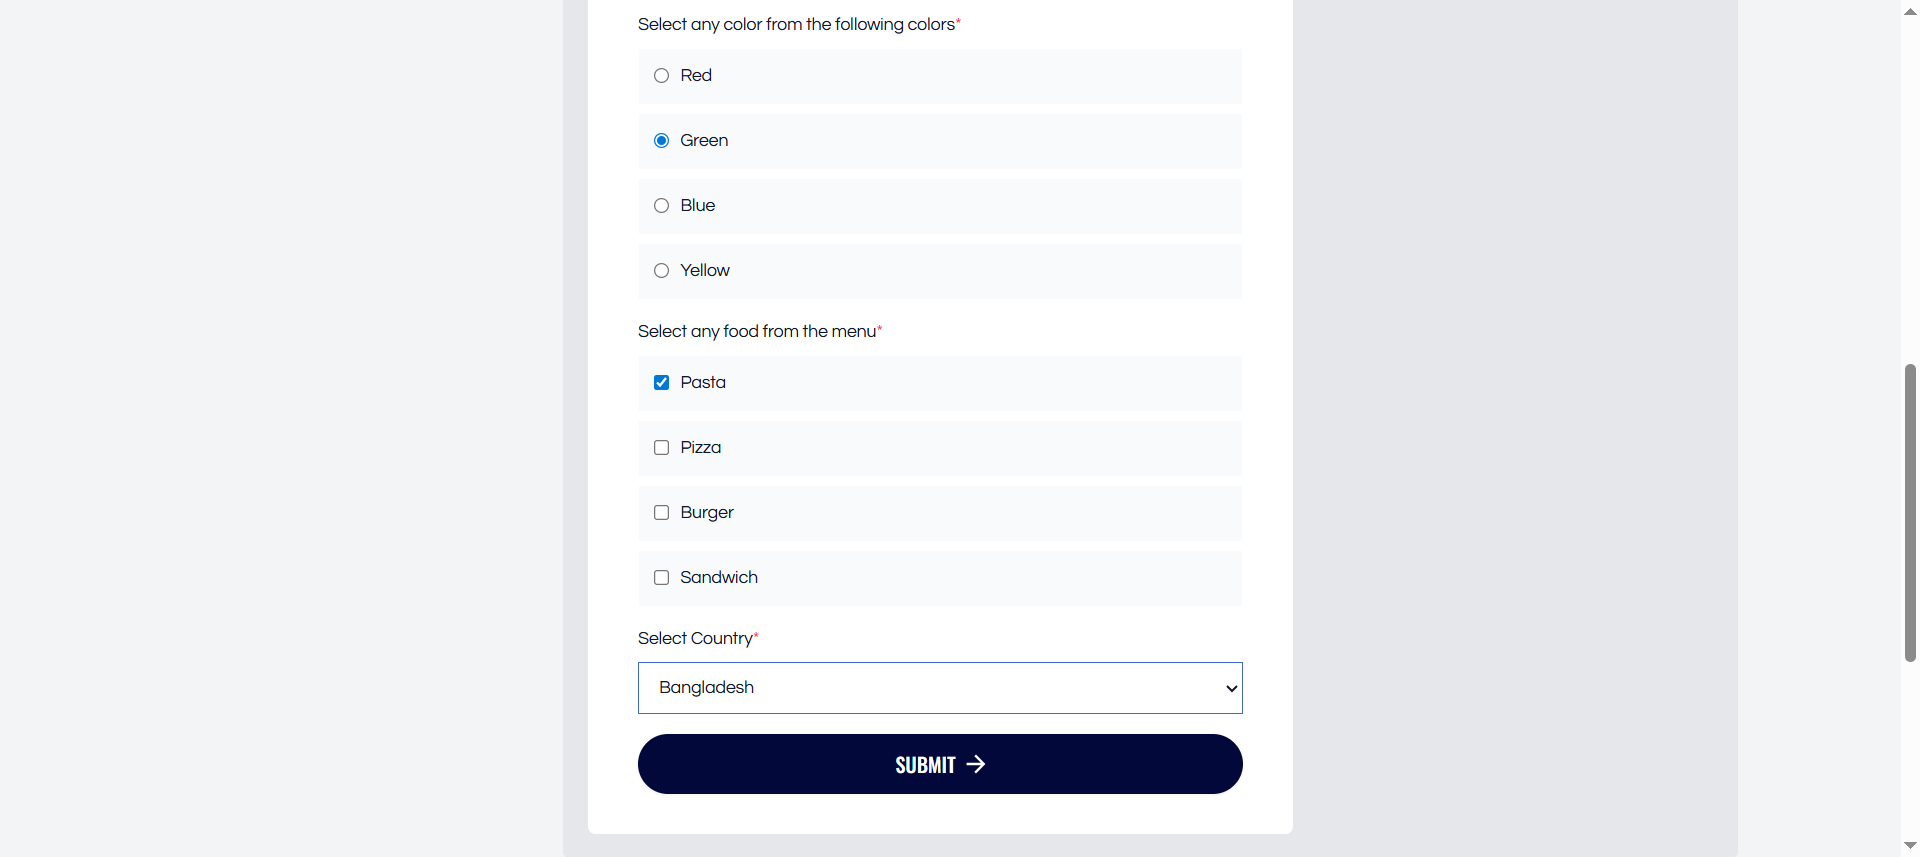 Select any color from the following colors*
Red
Green
Blue
Yellow
Select any food from the menu*
Pasta
Pizza
Burger
Sandwich
Select Country*
Bangladesh
SUBMIT